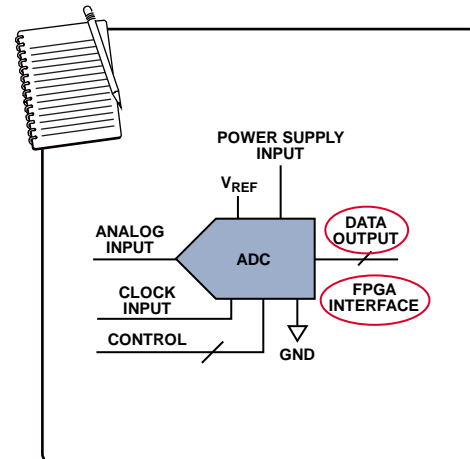 POWER SUPPLY
INPUT
VREF
ANALOG
INPUT
ADC
DATA
OUTPUT
CLOCK
INPUT
FPGA
INTERFACE
CONTROL
GND